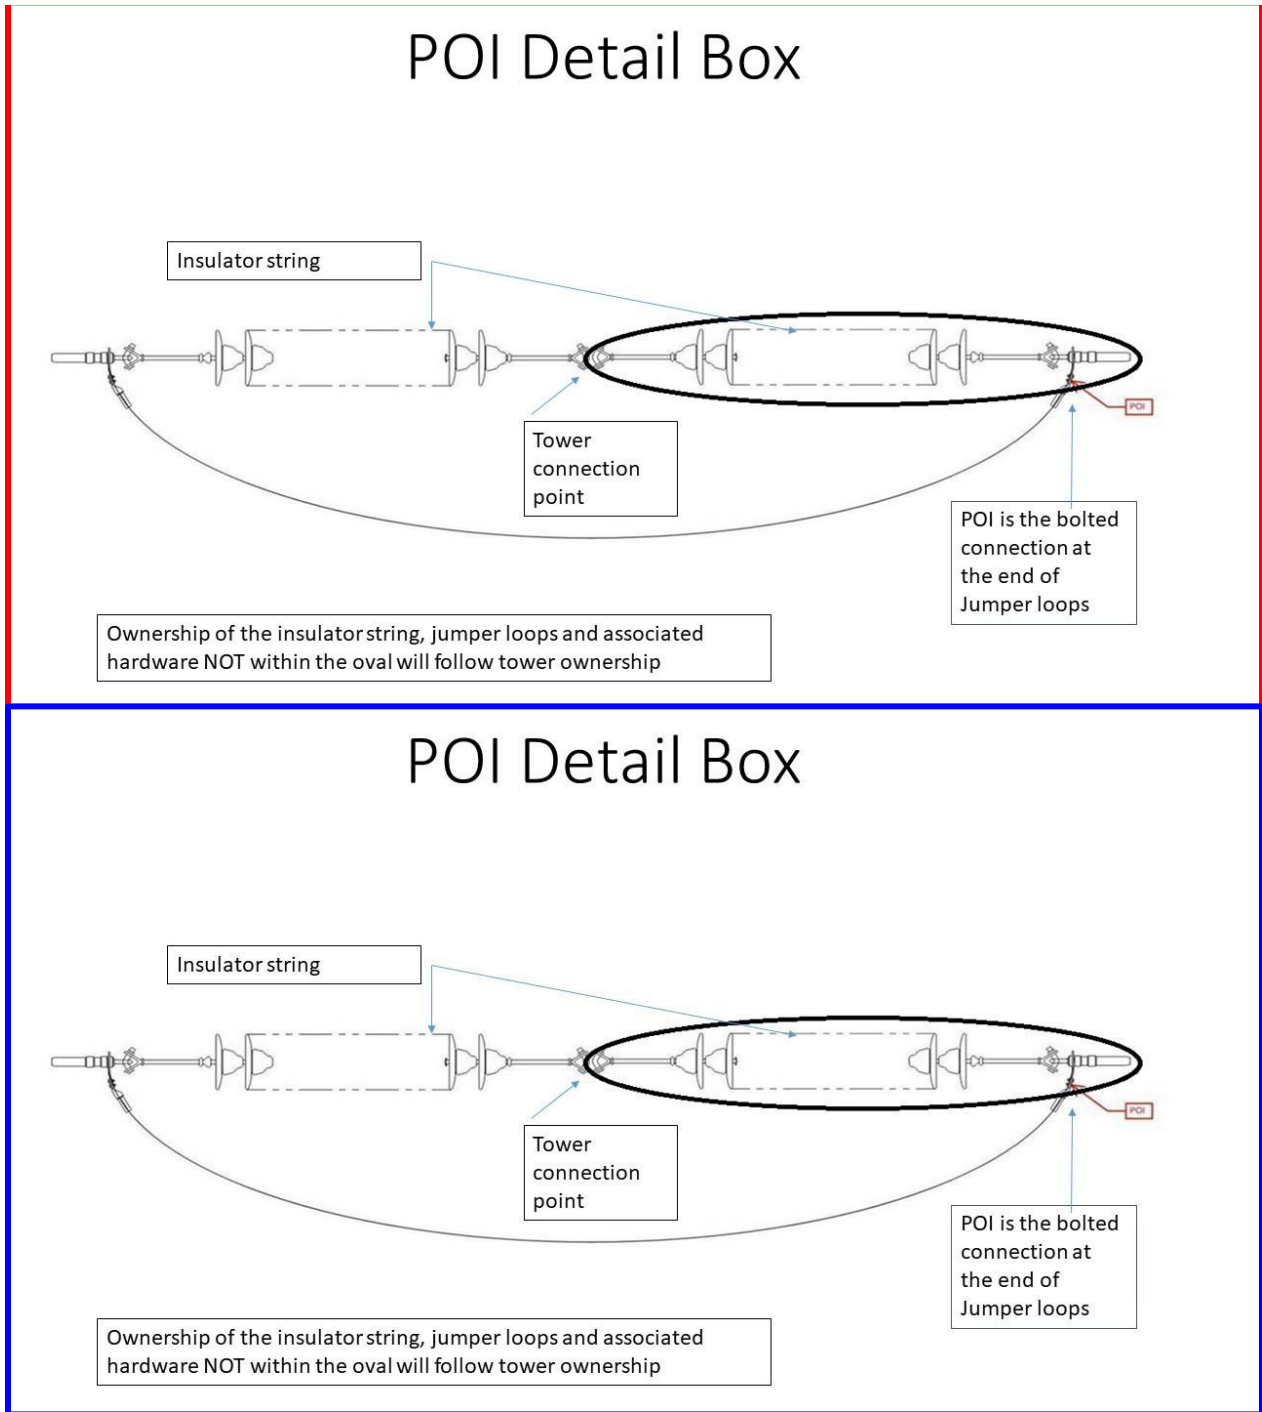 POI Detail Box
Insulator string
Tower
connection
point
POI
POI is the bolted
connection at
the end of
Jumper loops
Ownership of the insulator string, jumper loops and associated
hardware NOT within the oval will follow tower ownership
POI Detail Box
Insulator string
Tower
connection
point
POI
POI is the bolted
connection at
the end of
Jumper loops
Ownership of the insulator string, jumper loops and associated
hardware NOT within the oval will follow tower ownership